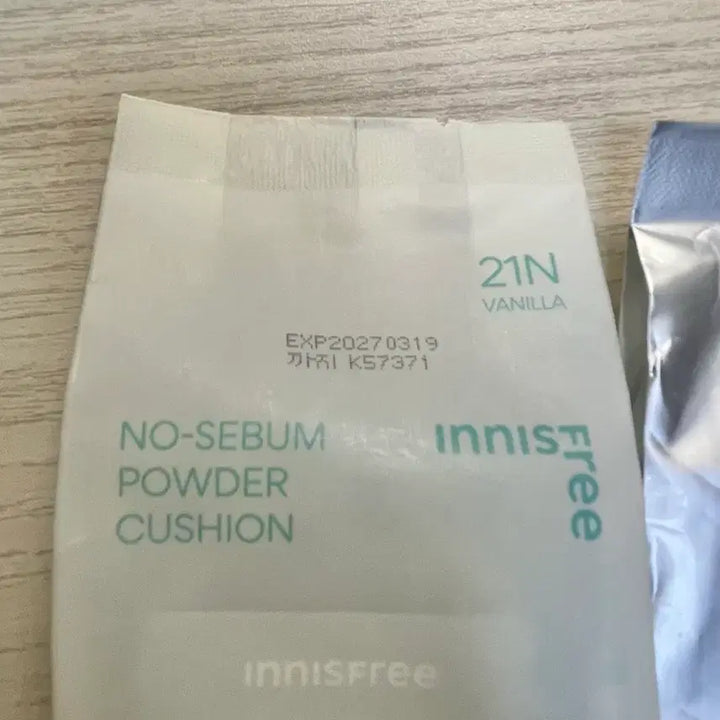 21N
VANILLA
EXP20270319
까지 K57371
NO-SEBUM
POWDER
CUSHION
INNISFree
INNISFree